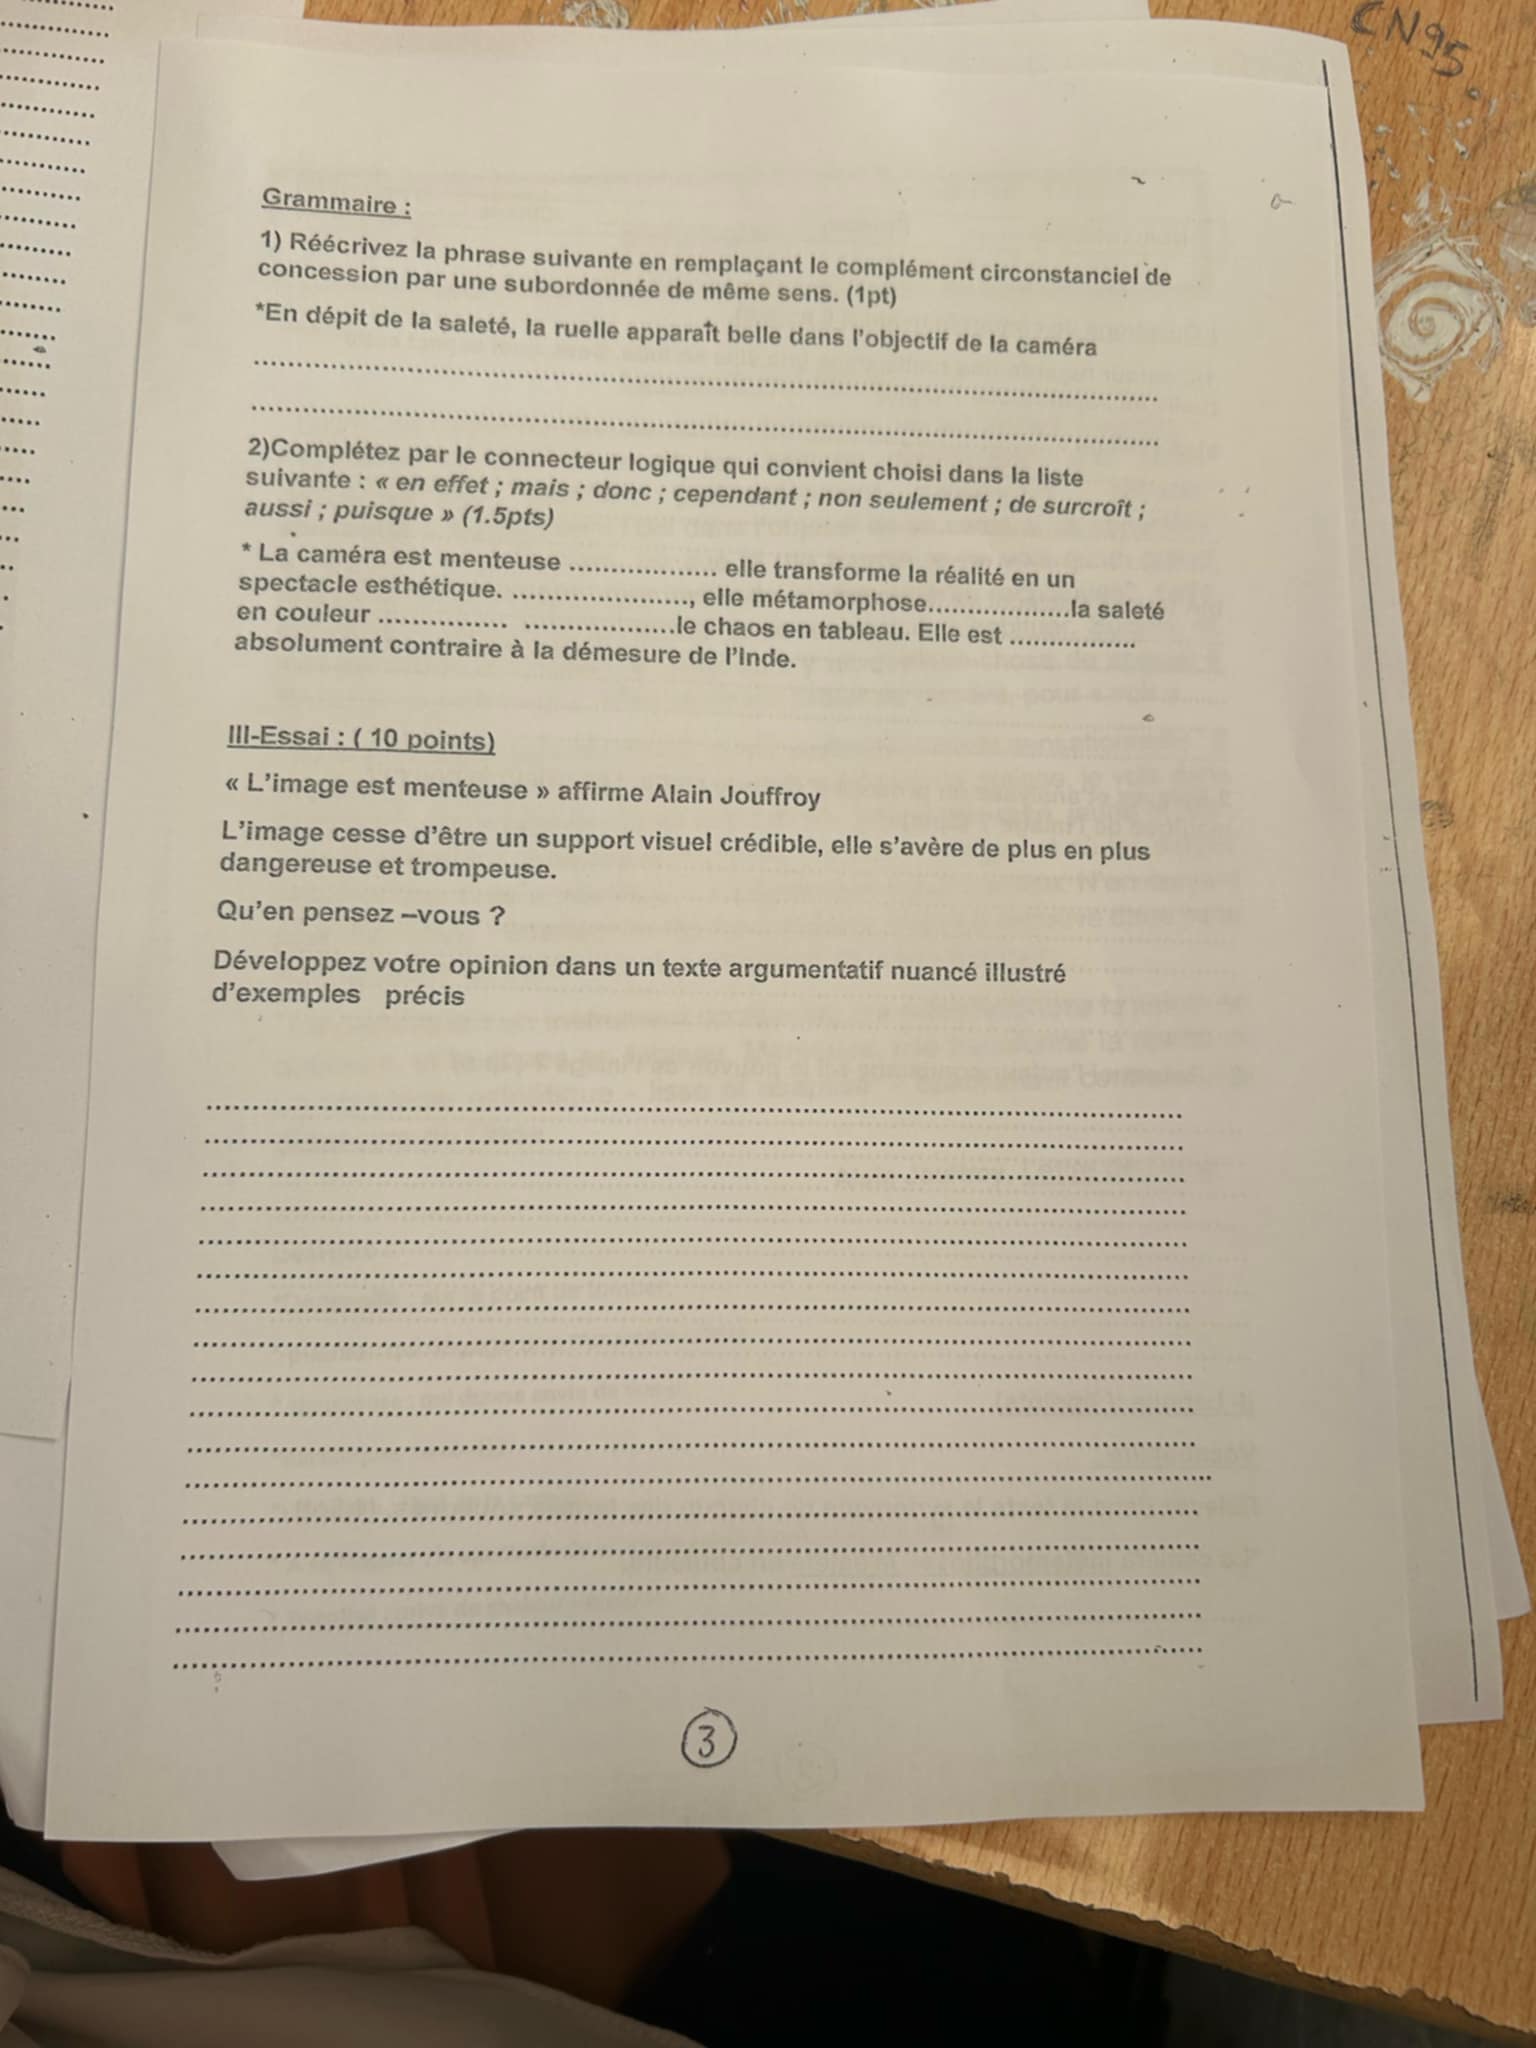 CN95
Grammaire :
1) Réécrivez la phrase suivante en remplaçant le complément circonstanciel de
concession par une subordonnée de même sens. (1pt)
*En dépit de la saleté, la ruelle apparaît belle dans l'objectif de la caméra
2)Complétez par le connecteur logique qui convient choisi dans la liste
suivante : « en effet ; mais ; donc ; cependant ; non seulement ; de surcroît ;
aussi ; puisque » (1.5pts)
* La caméra est menteuse .................. elle transforme la réalité en un
spectacle esthétique. ....................., elle métamorphose.................la saleté
en couleur ............... ..................le chaos en tableau. Elle est ...............
absolument contraire à la démesure de l'Inde.
III-Essai : ( 10 points)
« L'image est menteuse » affirme Alain Jouffroy
L'image cesse d'être un support visuel crédible, elle s'avère de plus en plus
dangereuse et trompeuse.
Qu'en pensez –vous ?
Développez votre opinion dans un texte argumentatif nuancé illustré
d'exemples précis
3